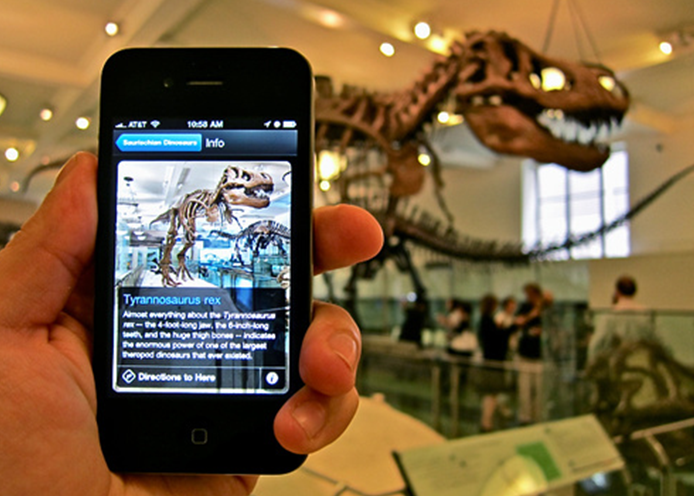 AT&T 10:58 AM
Saurischian Dinosaurs Info
Tyrannosaurus rex
Almost everything about the Tyrannosaurus
rex — the 4-foot-long jaw, the 6-inch-long
teeth, and the huge thigh bones — indicates
the enormous power of one of the largest
theropod dinosaurs that ever existed.
Directions to Here